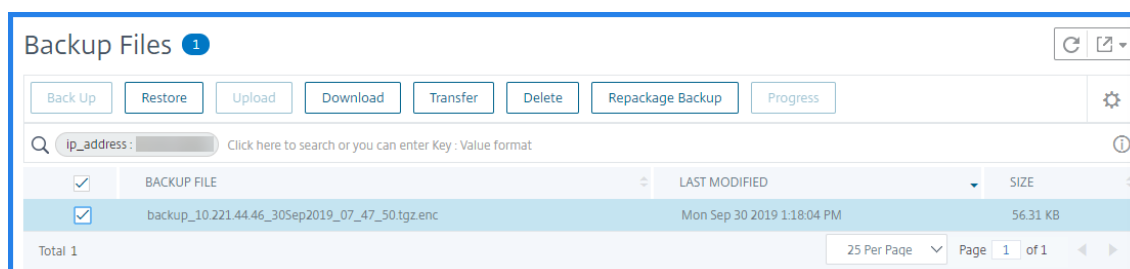 Backup Files 1
Back Up Restore Upload Download Transfer Delete Repackage Backup Progress
ip_address : Click here to search or you can enter Key : Value format
BACKUP FILE LAST MODIFIED SIZE
backup_10.221.44.46_30Sep2019_07_47_50.tgz.enc Mon Sep 30 2019 1:18:04 PM 56.31 KB
Total 1 25 Per Page Page 1 of 1